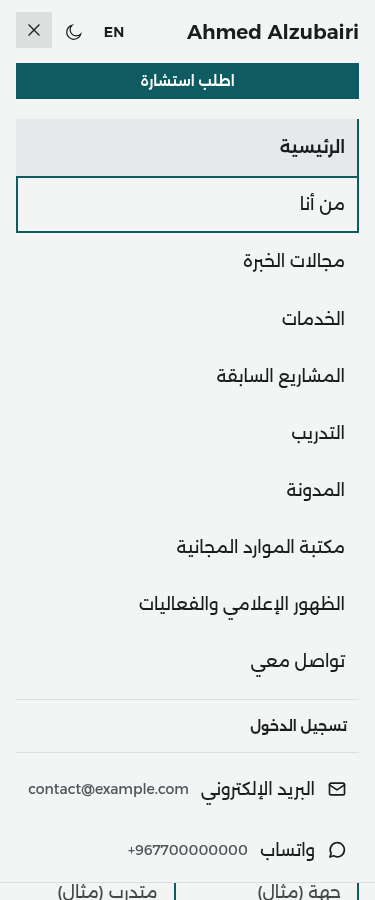 Ahmed Alzubairi EN
اطلب استشارة
الرئيسية
من أنا
مجالات الخبرة
الخدمات
المشاريع السابقة
التدريب
المدونة
مكتبة الموارد المجانية
الظهور الإعلامي والفعاليات
تواصل معي
تسجيل الدخول
البريد الإلكتروني contact@example.com
واتساب +967700000000
جهة (مثال) متدرب (مثال)